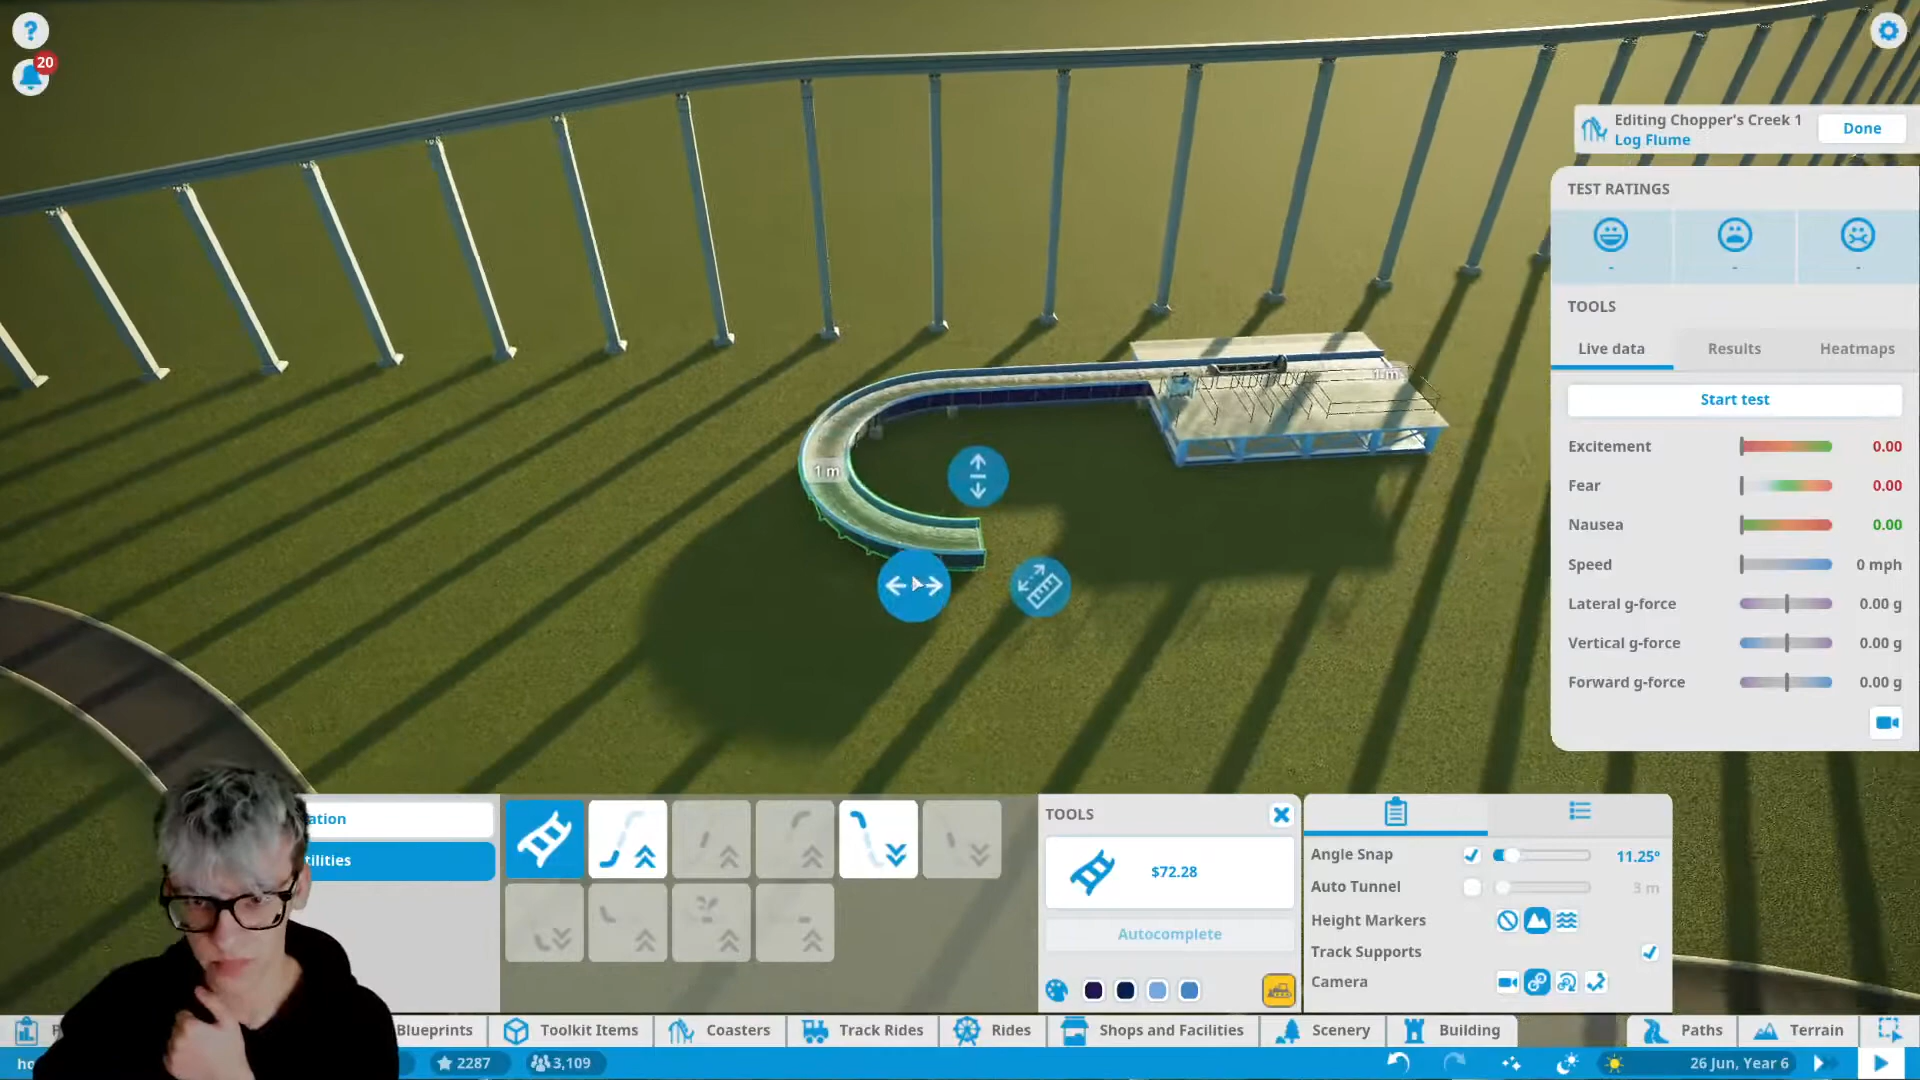 ?
20
Editing Chopper's Creek 1
Log Flume
Done
TEST RATINGS
- - -
TOOLS
Live data Results Heatmaps
Start test
Excitement 0.00
Fear 0.00
Nausea 0.00
Speed 0 mph
Lateral g-force 0.00 g
Vertical g-force 0.00 g
Forward g-force 0.00 g
1 m
1 m
ation
tilities
TOOLS
$72.28
Autocomplete
Angle Snap 11.25°
Auto Tunnel 3 m
Height Markers
Track Supports
Camera
P Blueprints Toolkit Items Coasters Track Rides Rides Shops and Facilities Scenery Building Paths Terrain
ho 2287 3,109 26 Jun, Year 6